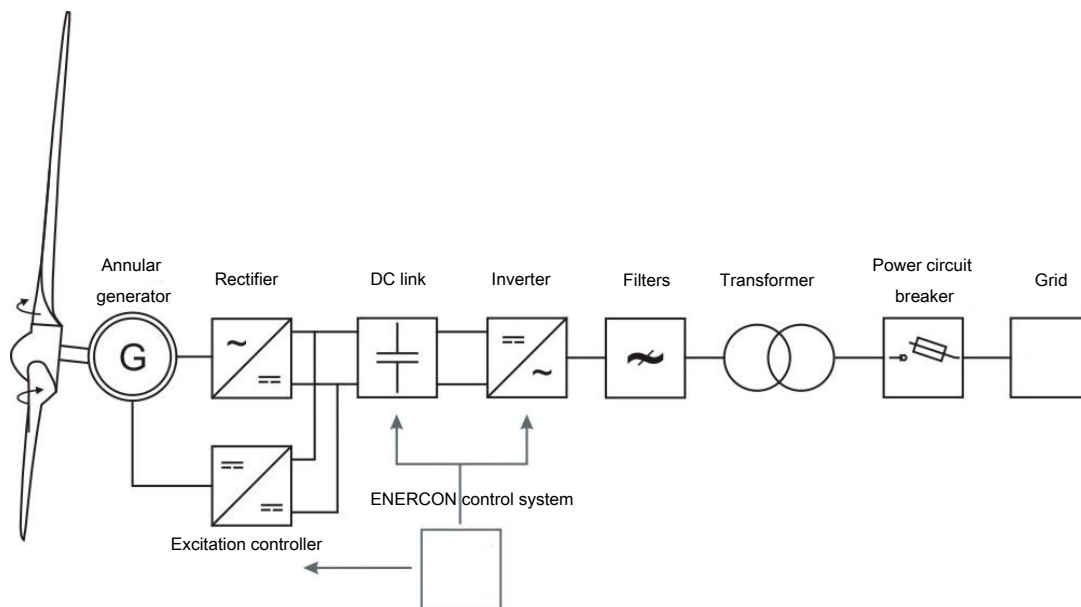 Annular
generator
Rectifier
DC link
Inverter
Filters
Transformer
Power circuit
breaker
Grid
G
ENERCON control system
Excitation controller